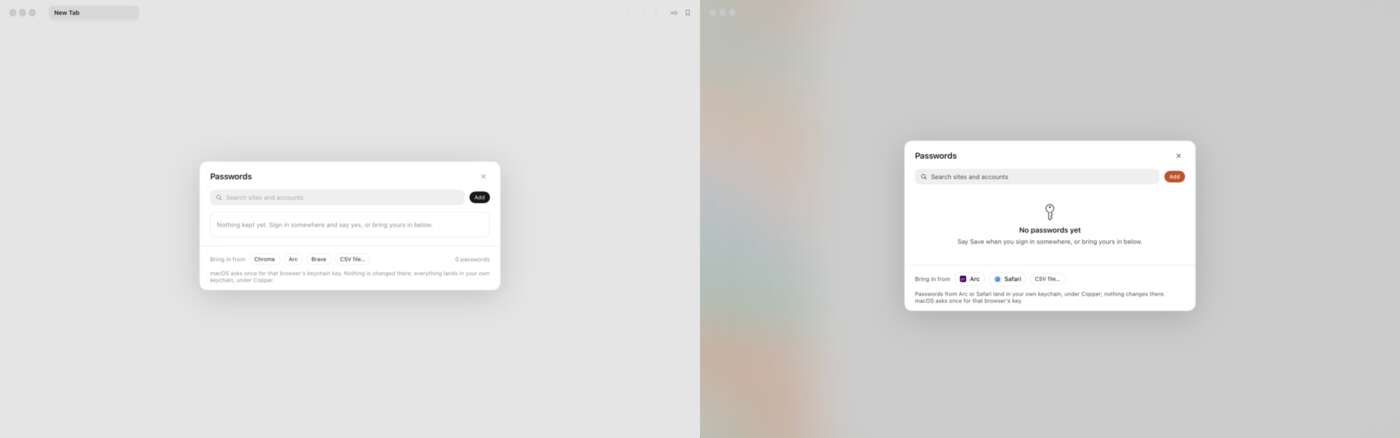 New Tab
Passwords
Search sites and accounts
Add
Nothing kept yet. Sign in somewhere and say yes, or bring yours in below.
Bring in from
Chrome
Arc
Brave
CSV file…
0 passwords
macOS asks once for that browser's keychain key. Nothing is changed there; everything lands in your own
keychain, under Copper.
Passwords
Search sites and accounts
Add
No passwords yet
Say Save when you sign in somewhere, or bring yours in below.
Bring in from
Arc
Safari
CSV file…
Passwords from Arc or Safari land in your own keychain, under Copper; nothing changes there.
macOS asks once for that browser's key.